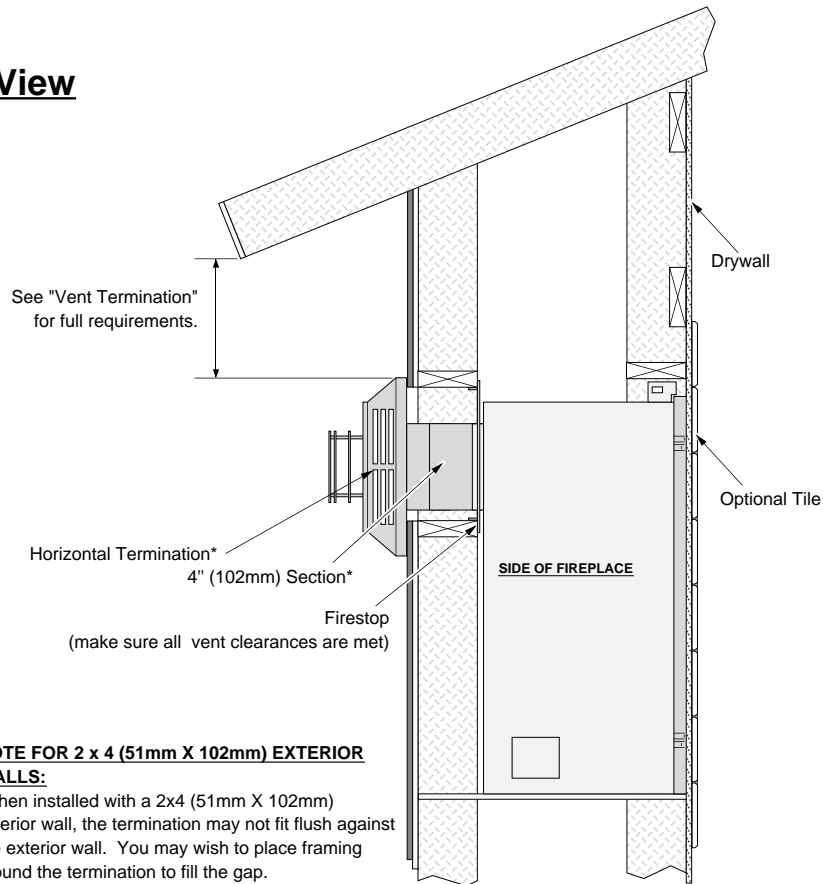 View
Drywall
See "Vent Termination"
for full requirements.
Optional Tile
Horizontal Termination*
4" (102mm) Section*
SIDE OF FIREPLACE
Firestop
(make sure all vent clearances are met)
OTE FOR 2 x 4 (51mm X 102mm) EXTERIOR
ALLS:
hen installed with a 2x4 (51mm X 102mm)
erior wall, the termination may not fit flush against
e exterior wall. You may wish to place framing
ound the termination to fill the gap.